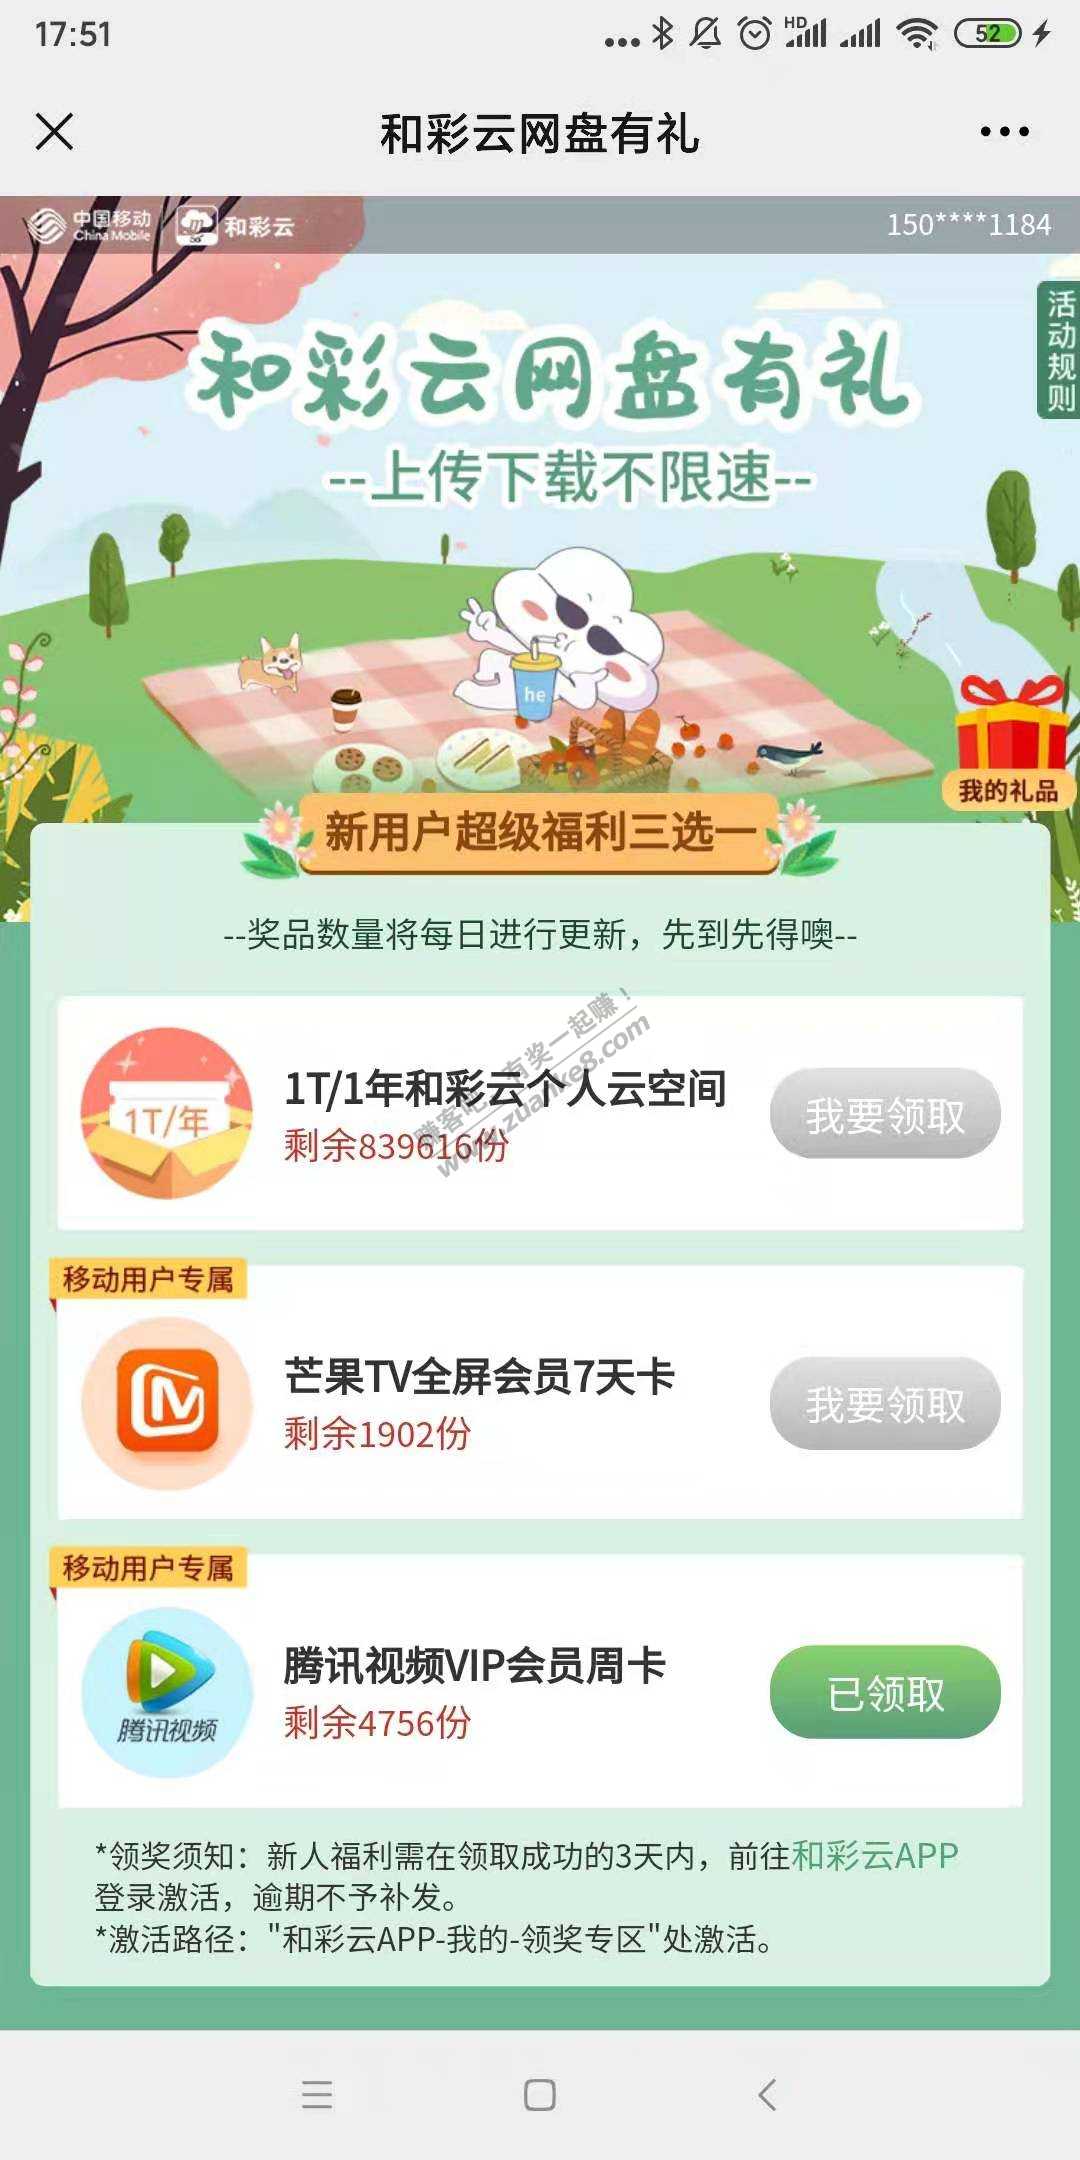 17:51
HD
52
和彩云网盘有礼
中国移动
China Mobile
和彩云
150****1184
活动规则
和彩云网盘有礼
--上传下载不限速--
he
我的礼品
新用户超级福利三选一
--奖品数量将每日进行更新，先到先得噢--
赚客吧，有奖一起赚！
www.zuanke8.com
1T/年
1T/1年和彩云个人云空间
剩余839616份
我要领取
移动用户专属
芒果TV全屏会员7天卡
剩余1902份
我要领取
移动用户专属
腾讯视频
腾讯视频VIP会员周卡
剩余4756份
已领取
*领奖须知：新人福利需在领取成功的3天内，前往和彩云APP
登录激活，逾期不予补发。
*激活路径："和彩云APP-我的-领奖专区"处激活。